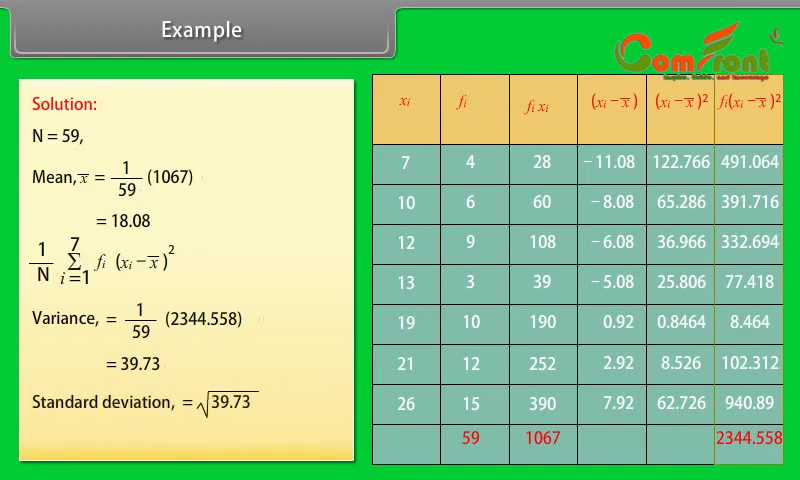 Example
ComFront
Solution:
N = 59,
Mean, x̅ = 1/59 (1067)
= 18.08
1/N 7∑i=1 fi (xi − x̅)²
Variance, = 1/59 (2344.558)
= 39.73
Standard deviation, = √39.73
xi fi fi xi (xi − x̅) (xi − x̅)² fi(xi − x̅)²
7 4 28 −11.08 122.766 491.064
10 6 60 −8.08 65.286 391.716
12 9 108 −6.08 36.966 332.694
13 3 39 −5.08 25.806 77.418
19 10 190 0.92 0.8464 8.464
21 12 252 2.92 8.526 102.312
26 15 390 7.92 62.726 940.89
59 1067 2344.558